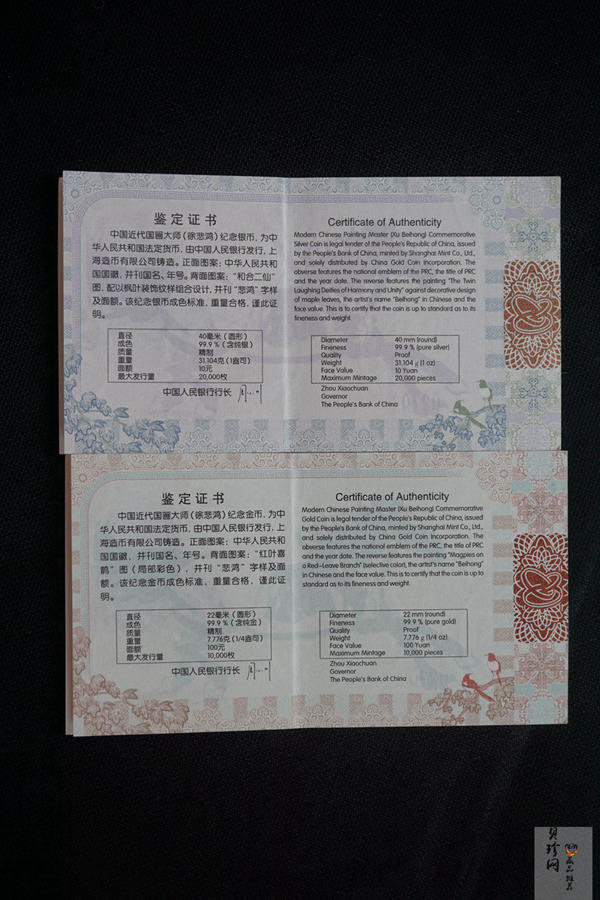 鉴定证书
中国近代国画大师（徐悲鸿）纪念银币，为中
华人民共和国法定货币，由中国人民银行发行，上
海造币有限公司铸造。正面图案：中华人民共和
国国徽，并刊国名、年号。背面图案：“和合二仙”
图，配以枫叶装饰纹样组合设计，并刊“悲鸿”字样
及面额。该纪念银币成色标准，重量合格，谨此证
明。
直径 40毫米（圆形）
成色 99.9%（含纯银）
质量 精制
重量 31.104克（1盎司）
面额 10元
最大发行量 20,000枚
中国人民银行行长
Certificate of Authenticity
Modern Chinese Painting Master (Xu Beihong) Commemorative
Silver Coin is legal tender of the People's Republic of China, issued
by the People's Bank of China, minted by Shanghai Mint Co., Ltd.,
and solely distributed by China Gold Coin Incorporation. The
obverse features the national emblem of the PRC, the title of PRC
and the year date. The reverse features the painting "The Twin
Laughing Deities of Harmony and Unity" against decorative design
of maple leaves, the artist's name "Beihong" in Chinese and the
face value. This is to certify that the coin is up to standard as to its
fineness and weight.
Diameter 40 mm (round)
Fineness 99.9 % (pure silver)
Quality Proof
Weight 31.104 g (1 oz)
Face Value 10 Yuan
Maximum Mintage 20,000 pieces
Zhou Xiaochuan
Governor
The People's Bank of China
鉴定证书
中国近代国画大师（徐悲鸿）纪念金币，为中
华人民共和国法定货币，由中国人民银行发行，上
海造币有限公司铸造。正面图案：中华人民共和
国国徽，并刊国名、年号。背面图案：“红叶喜
鹊”图（局部彩色），并刊“悲鸿”字样及面
额。该纪念金币成色标准，重量合格，谨此证
明。
直径 22毫米（圆形）
成色 99.9%（含纯金）
质量 精制
重量 7.776克（1/4盎司）
面额 100元
最大发行量 10,000枚
中国人民银行行长
Certificate of Authenticity
Modern Chinese Painting Master (Xu Beihong) Commemorative
Gold Coin is legal tender of the People's Republic of China, issued
by the People's Bank of China, minted by Shanghai Mint Co., Ltd.,
and solely distributed by China Gold Coin Incorporation. The
obverse features the national emblem of the PRC, the title of PRC
and the year date. The reverse features the painting "Magpies on
a Red-Leave Branch" (selective color), the artist's name "Beihong"
in Chinese and the face value. This is to certify that the coin is up to
standard as to its fineness and weight.
Diameter 22 mm (round)
Fineness 99.9 % (pure gold)
Quality Proof
Weight 7.776 g (1/4 oz)
Face Value 100 Yuan
Maximum Mintage 10,000 pieces
Zhou Xiaochuan
Governor
The People's Bank of China
贝珍网
藏品推荐